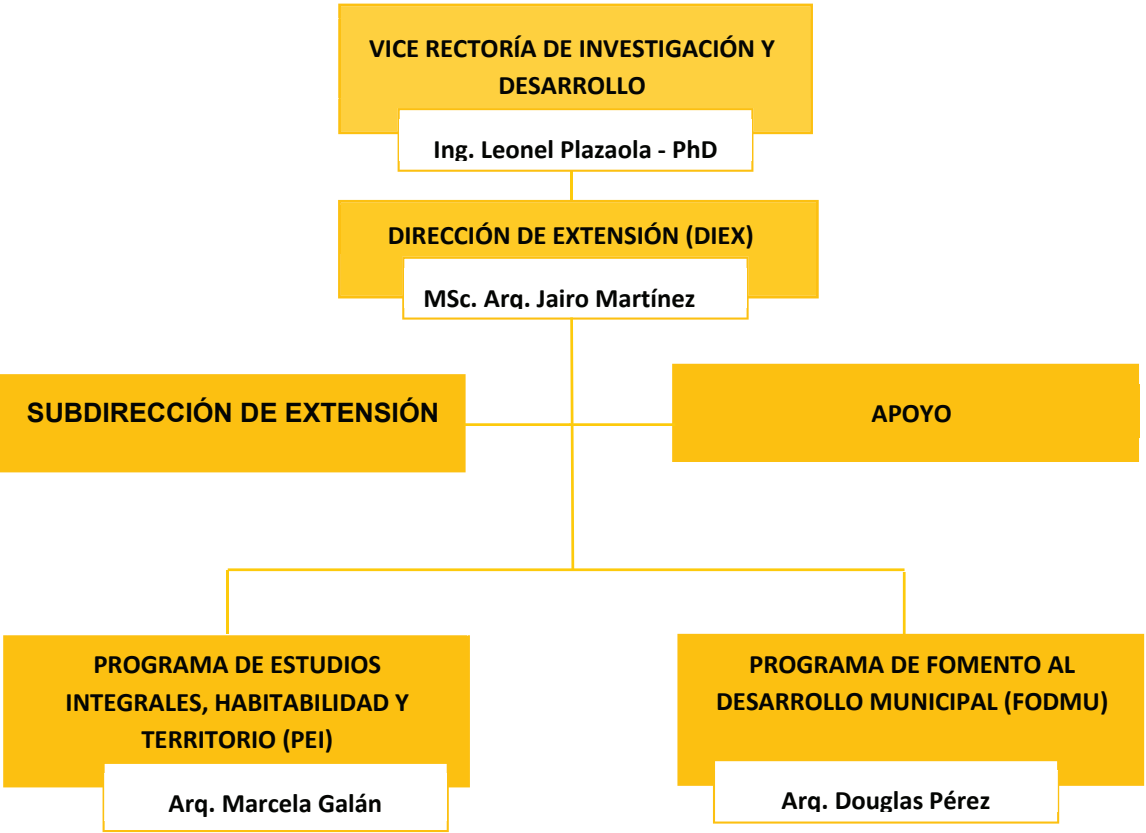 VICE RECTORÍA DE INVESTIGACIÓN Y
DESARROLLO
Ing. Leonel Plazaola - PhD
DIRECCIÓN DE EXTENSIÓN (DIEX)
MSc. Arq. Jairo Martínez
SUBDIRECCIÓN DE EXTENSIÓN
APOYO
PROGRAMA DE ESTUDIOS
INTEGRALES, HABITABILIDAD Y
TERRITORIO (PEI)
Arq. Marcela Galán
PROGRAMA DE FOMENTO AL
DESARROLLO MUNICIPAL (FODMU)
Arq. Douglas Pérez